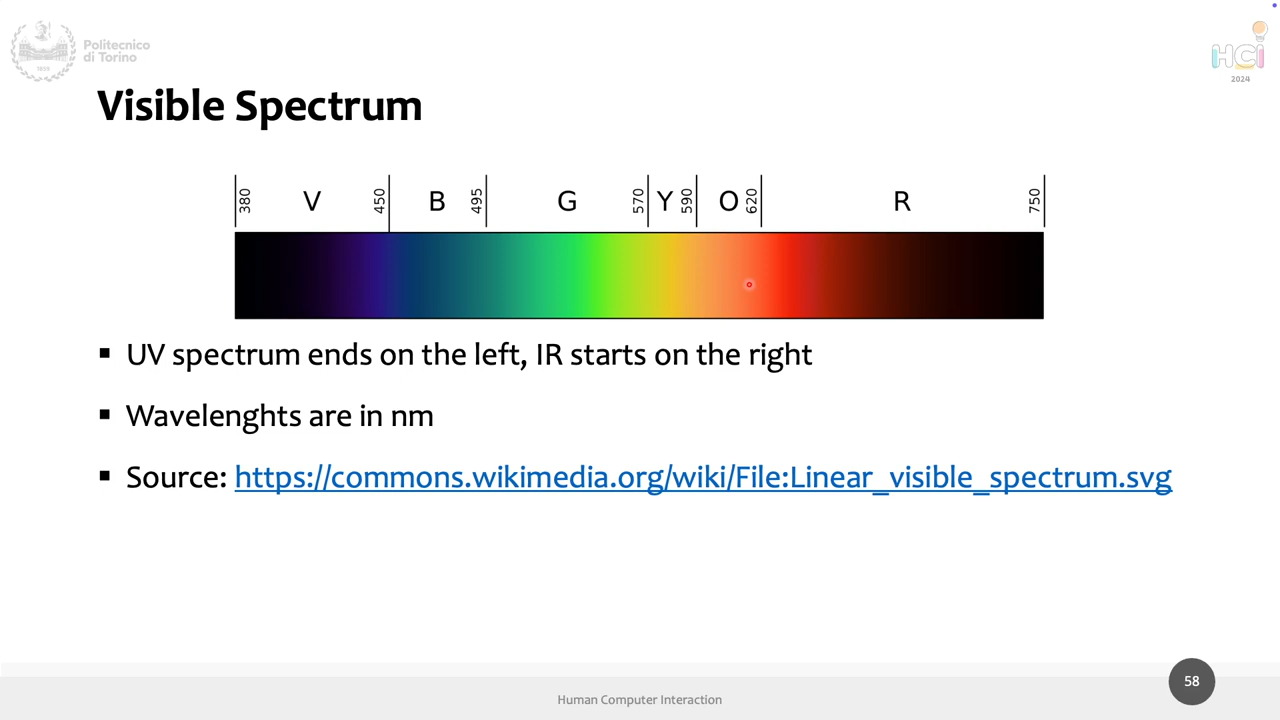 Politecnico
di Torino
1859
HCI
2024
Visible Spectrum
380 V 450 B 495 G 570 Y 590 O 620 R 750
▪ UV spectrum ends on the left, IR starts on the right
▪ Wavelenghts are in nm
▪ Source: https://commons.wikimedia.org/wiki/File:Linear_visible_spectrum.svg
58
Human Computer Interaction